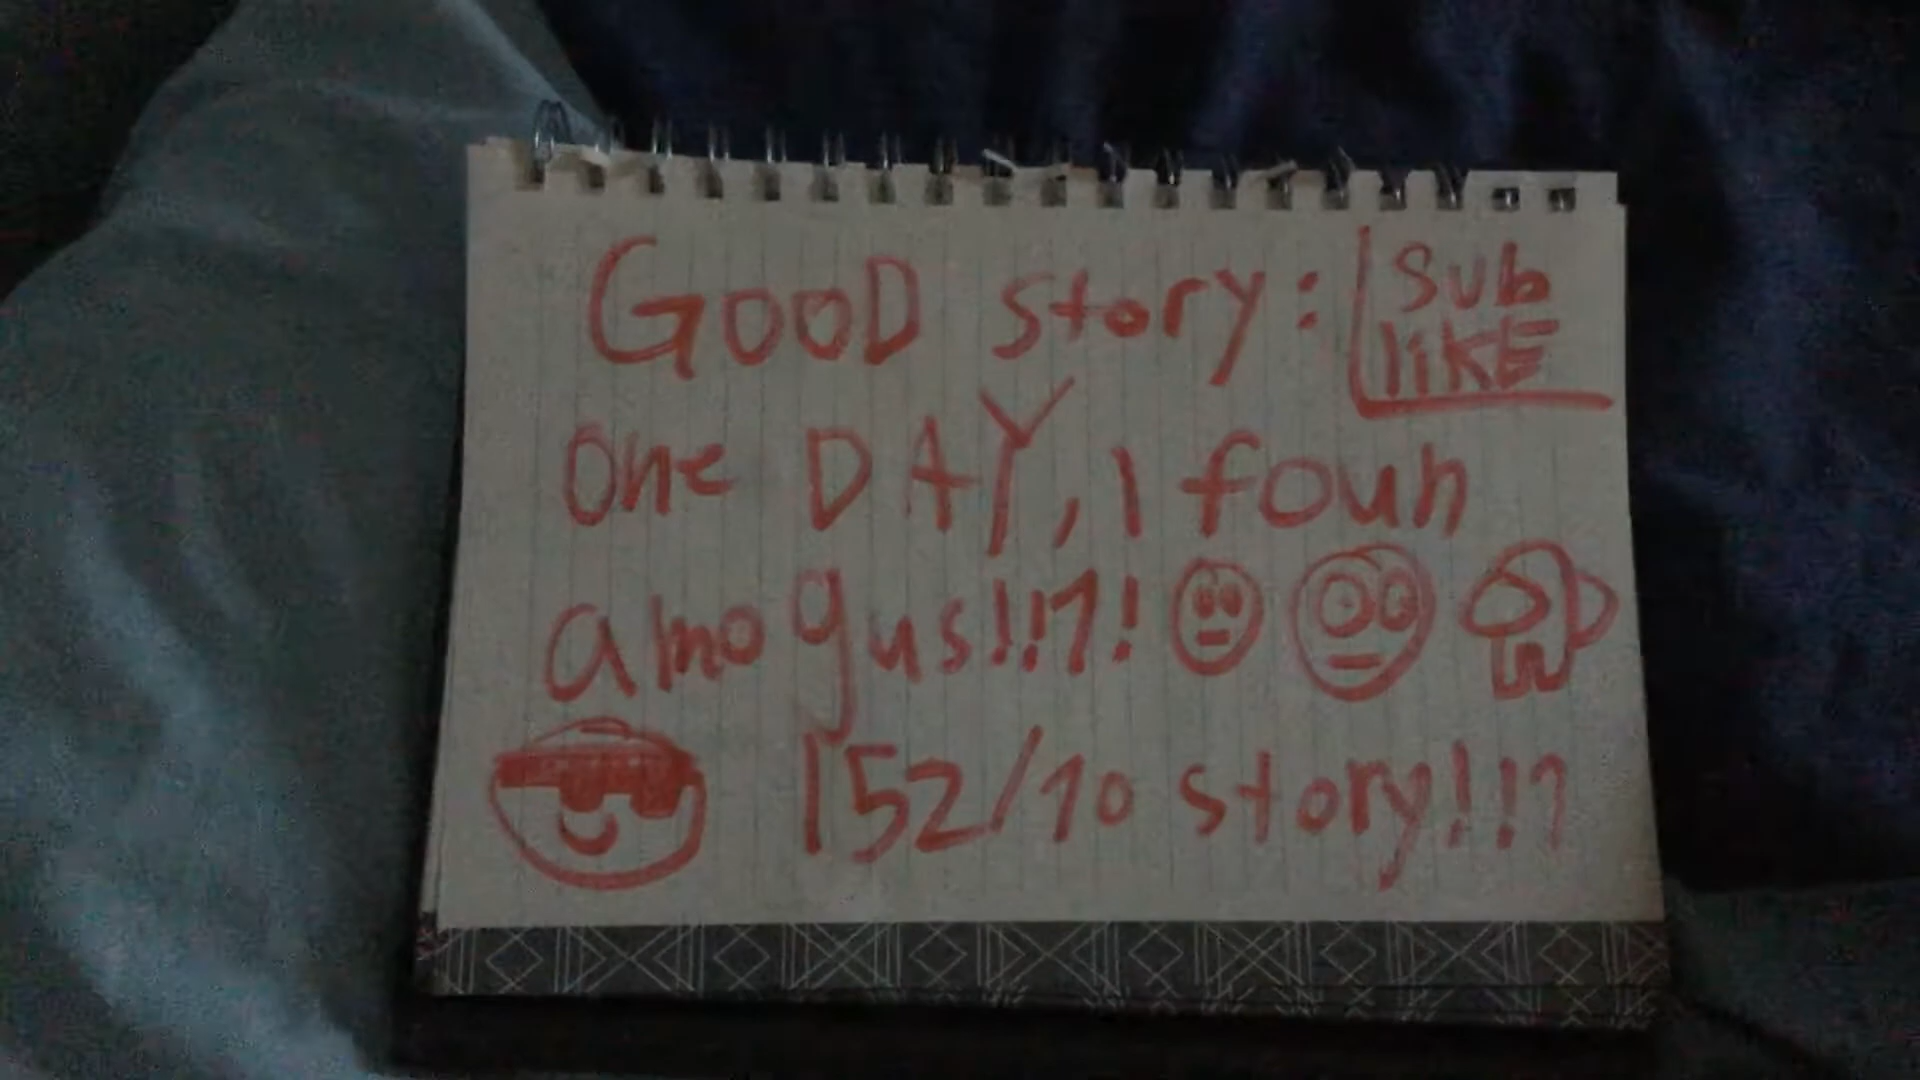 GOOD story:
Sub
likE
One DAY, I foun
amogus!!?!
152/10 story!!?